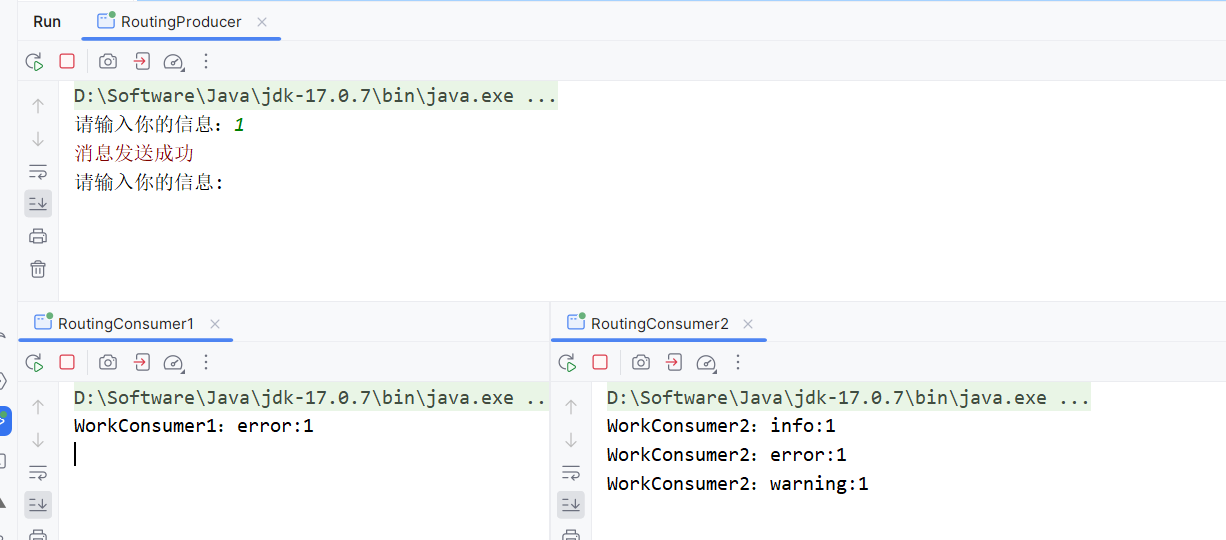 Run RoutingProducer
D:\Software\Java\jdk-17.0.7\bin\java.exe ...
请输入你的信息：1
消息发送成功
请输入你的信息：
RoutingConsumer1
D:\Software\Java\jdk-17.0.7\bin\java.exe ..
WorkConsumer1：error:1
RoutingConsumer2
D:\Software\Java\jdk-17.0.7\bin\java.exe ...
WorkConsumer2：info:1
WorkConsumer2：error:1
WorkConsumer2：warning:1